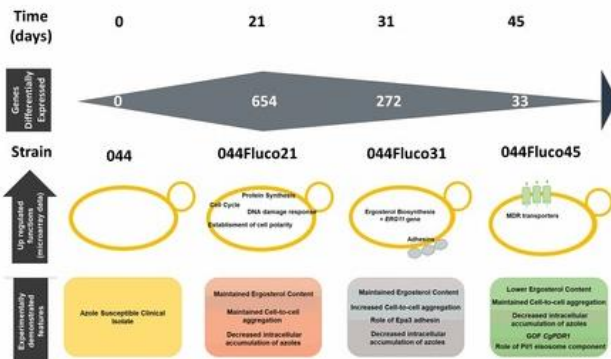 Time
(days)
0
21
31
45
Genes
Differentially
Expressed
0
654
272
33
Strain
044
044Fluco21
044Fluco31
044Fluco45
Up regulated
functions
(microarray data)
Protein Synthesis
Cell Cycle
DNA damage response
Establisment of cell polarity
Ergosterol Biosynthesis
+ ERG11 gene
Adhesins
MDR transporters
Experimentally
demonstrated
features
Azole Susceptible Clinical
Isolate
Maintained Ergosterol Content
Maintained Cell-to-cell
aggregation
Decreased intracellular
accumulation of azoles
Maintained Ergosterol Content
Increased Cell-to-cell aggregation
Role of Epa3 adhesin
Decreased intracellular
accumulation of azoles
Lower Ergosterol Content
Maintained Cell-to-cell aggregation
Decreased intracellular
accumulation of azoles
GOF CgPDR1
Role of Pil1 eisosome component